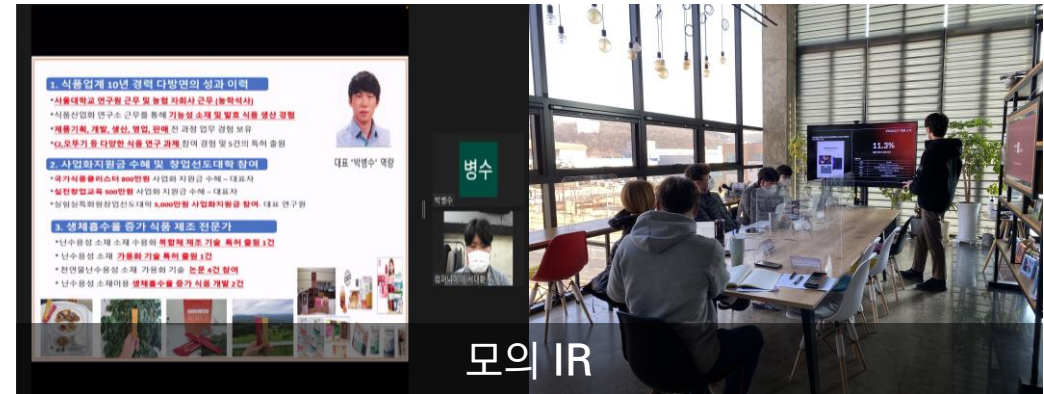 1. 식품업계 10년 경력 다방면의 성과 이력
*서울대학교 연구원 근무 및 농협 자회사 근무 (농학석사)
*식품산업화 연구소 근무를 통해 기능성 소재 및 발효 식품 생산 경험
*제품기획, 개발, 생산, 영업, 판매 전 과정 업무 경험 보유
*CJ,오뚜기 등 다양한 식품 연구 과제 참여 경험 및 5건의 특허 출원
대표 "박병수" 역량
2. 사업화지원금 수혜 및 창업선도대학 참여
*국가식품클러스터 800만원 사업화 지원금 수혜 – 대표자
*실전창업교육 500만원 사업화 지원금 수혜 – 대표자
*실험실특화형창업선도대학 5,000만원 사업화지원금 참여- 대표 연구원
3. 생체흡수율 증가 식품 제조 전문가
*난수용성 소재 소재 수용화 복합체 제조 기술 특허 출원 1건
* 난수용성 소재 가용화 기술 특허 출원 1건
* 천연물난수용성 소재 가용화 기술 논문 4건 참여
* 난수용성 소재이용 생체흡수율 증가 식품 개발 2건
병수
박병수
11.3%
모의 IR